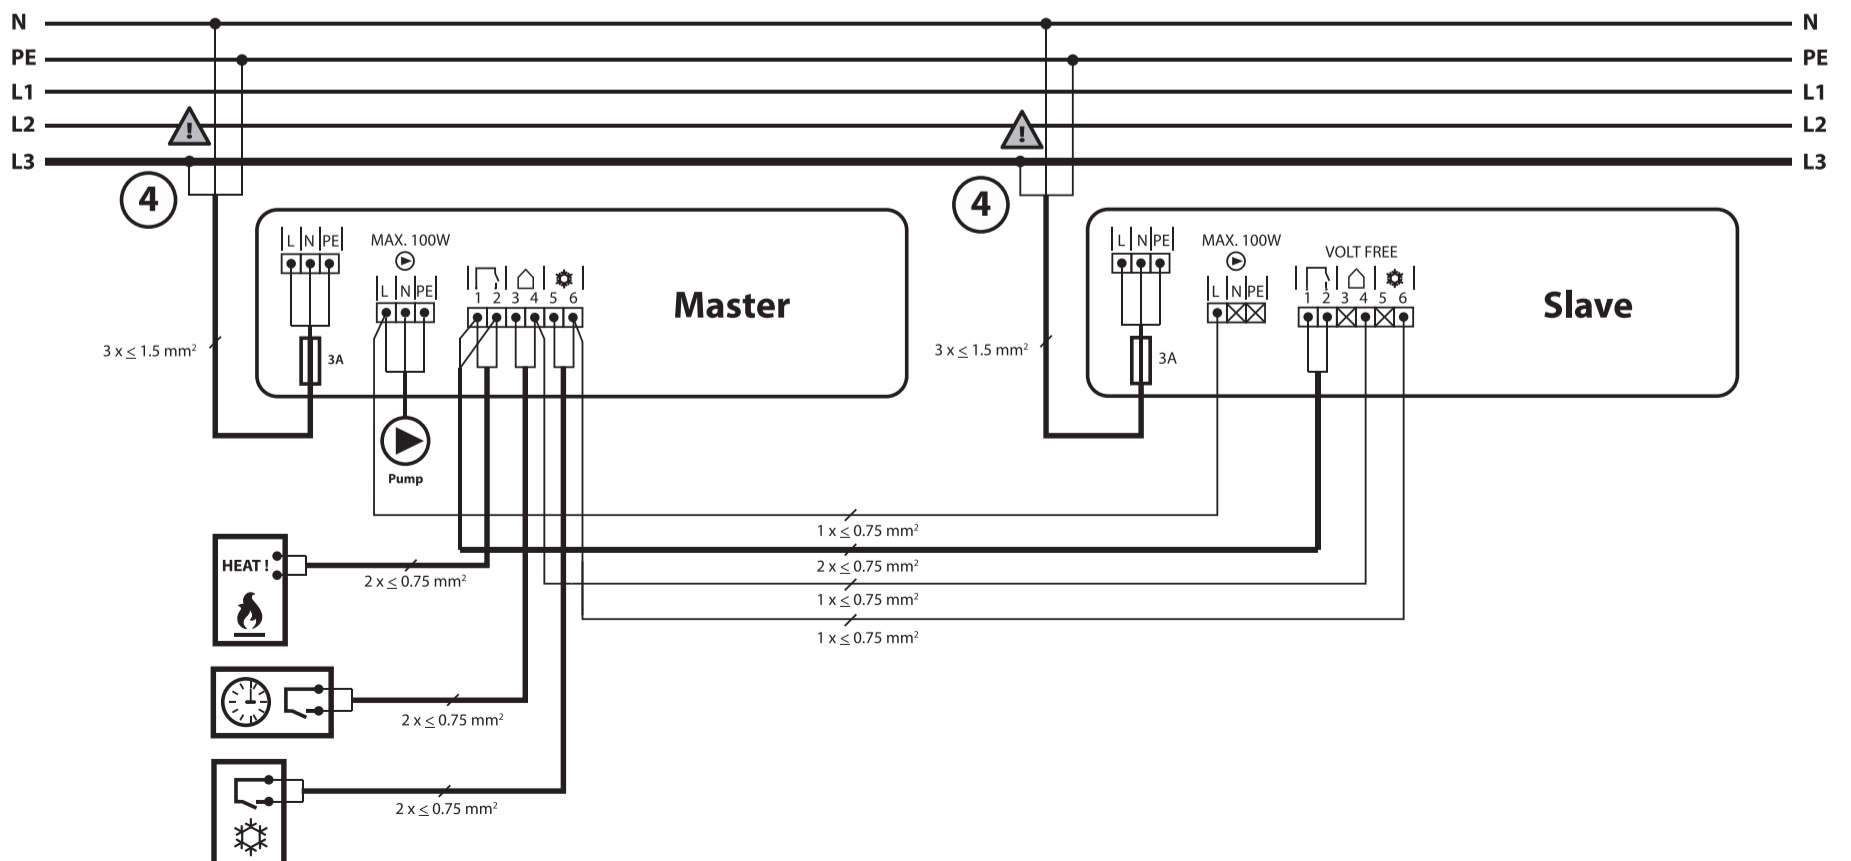 N N
PE PE
L1 L1
L2 L2
L3 L3
! !
4 4
L N PE MAX. 100W L N PE MAX. 100W
VOLT FREE
L N PE 1 2 3 4 5 6 L N PE 1 2 3 4 5 6
Master Slave
3 x ≤ 1.5 mm² 3A 3 x ≤ 1.5 mm² 3A
Pump
1 x ≤ 0.75 mm²
HEAT ! 2 x ≤ 0.75 mm²
2 x ≤ 0.75 mm²
1 x ≤ 0.75 mm²
1 x ≤ 0.75 mm²
2 x ≤ 0.75 mm²
2 x ≤ 0.75 mm²